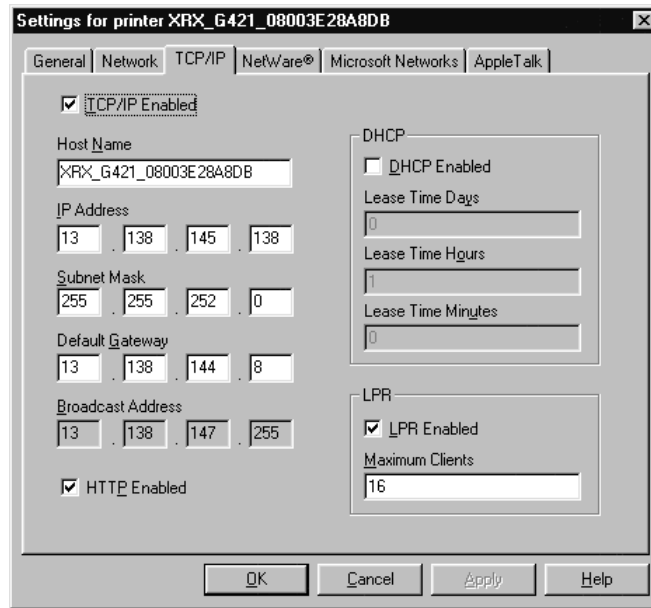 Settings for printer XRX_G421_08003E28A8DB
General Network TCP/IP NetWare® Microsoft Networks AppleTalk
TCP/IP Enabled
Host Name
XRX_G421_08003E28A8DB
IP Address
13 . 138 . 145 . 138
Subnet Mask
255 . 255 . 252 . 0
Default Gateway
13 . 138 . 144 . 8
Broadcast Address
13 . 138 . 147 . 255
HTTP Enabled
DHCP
DHCP Enabled
Lease Time Days
0
Lease Time Hours
1
Lease Time Minutes
0
LPR
LPR Enabled
Maximum Clients
16
OK Cancel Apply Help